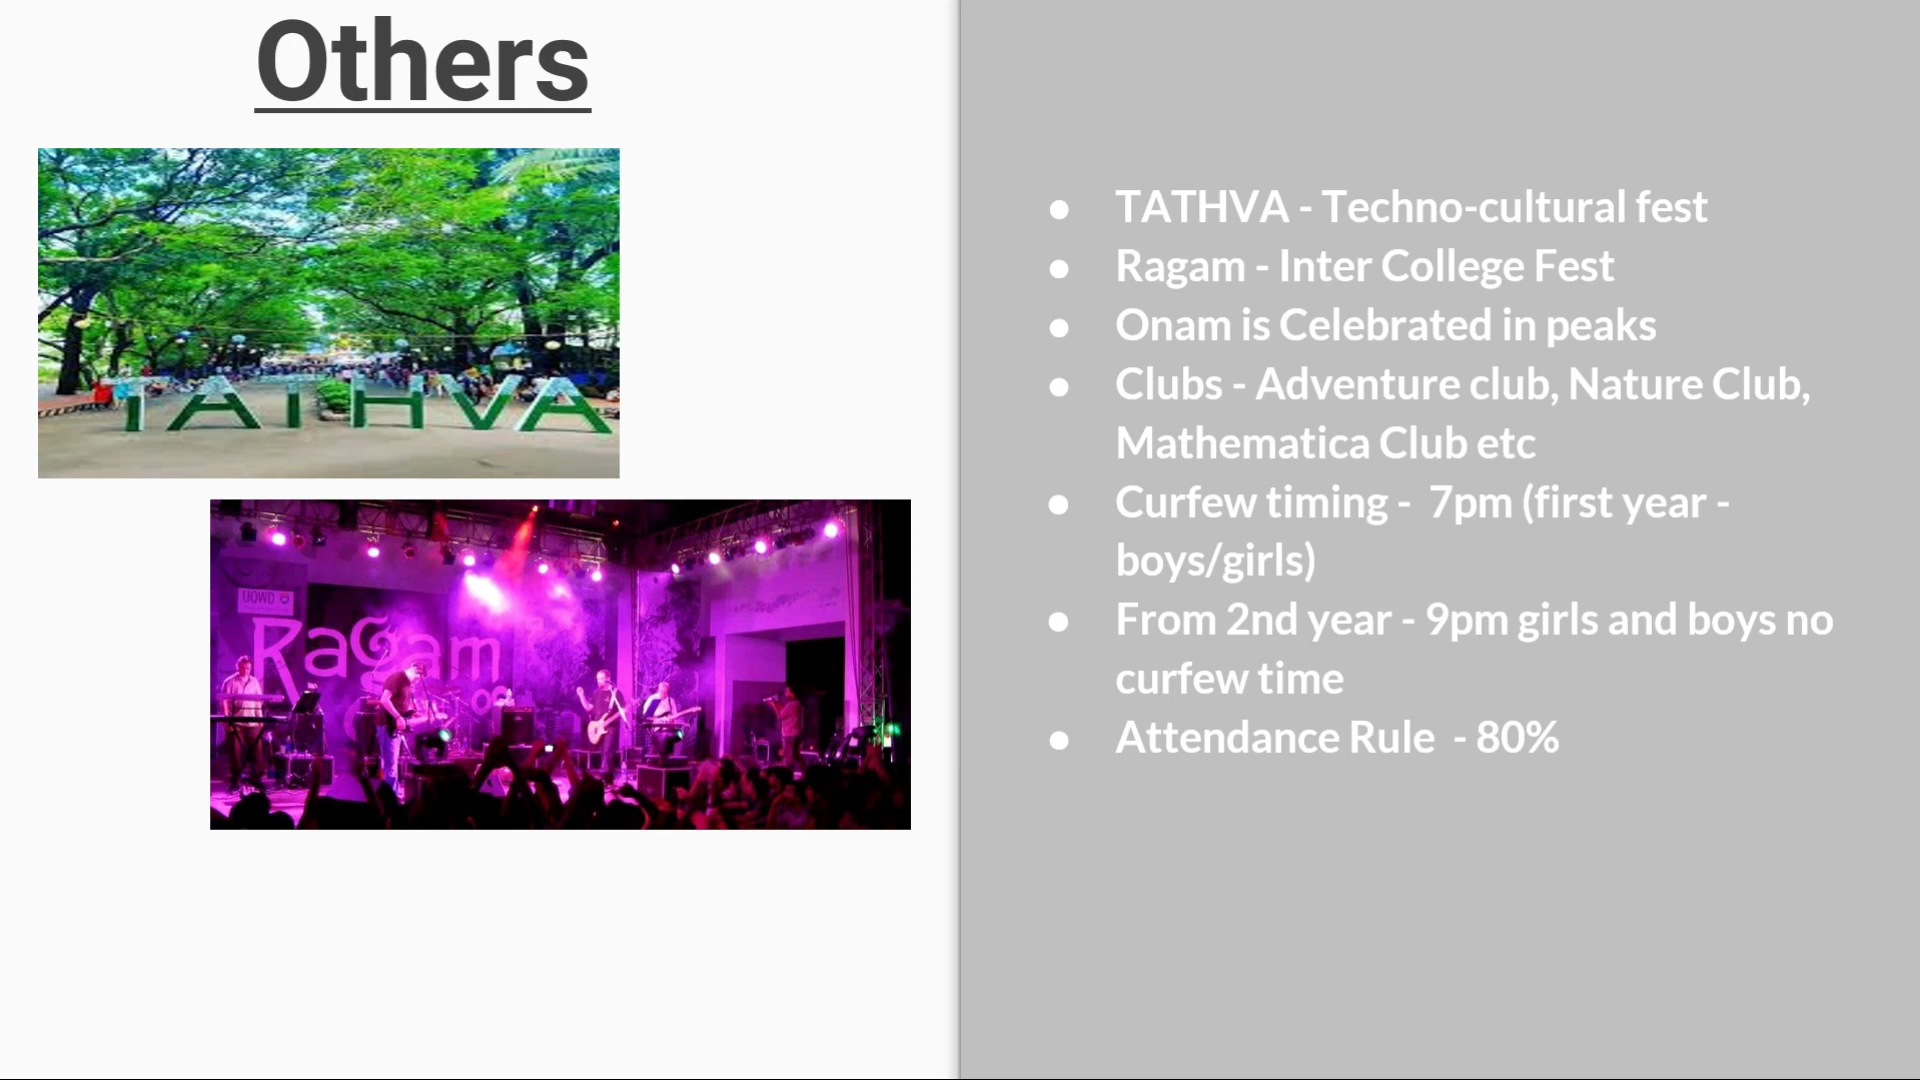 Others
TATHVA
UOWD
Ragam
● TATHVA - Techno-cultural fest
● Ragam - Inter College Fest
● Onam is Celebrated in peaks
● Clubs - Adventure club, Nature Club,
Mathematica Club etc
● Curfew timing -  7pm (first year -
boys/girls)
● From 2nd year - 9pm girls and boys no
curfew time
● Attendance Rule  - 80%